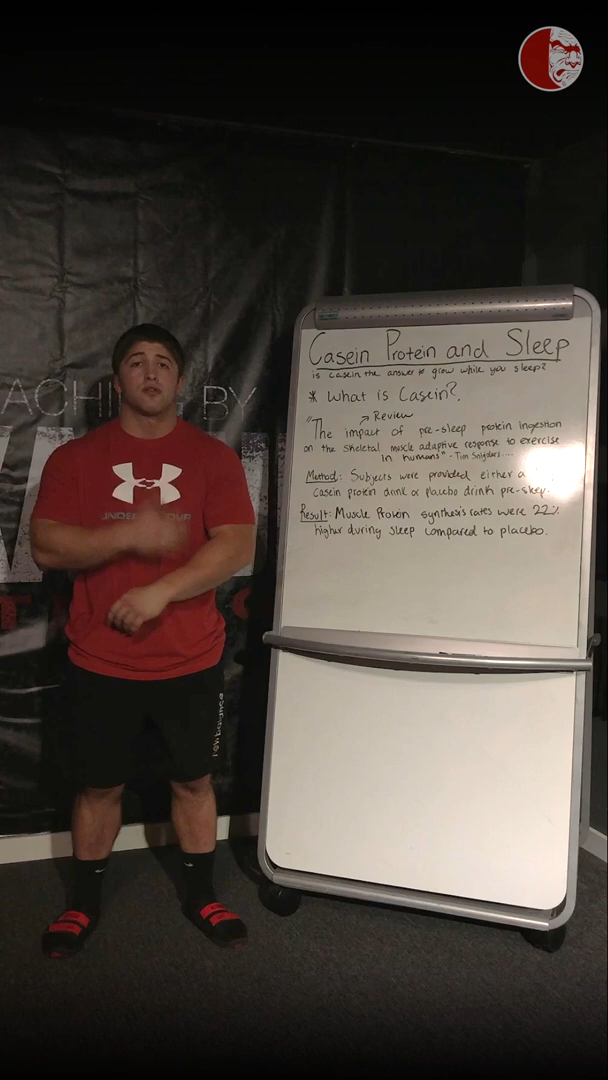 Casein Protein and Sleep
is casein the answer to grow while you sleep?
* What is Casein?
→ Review
"The impact of pre-sleep protein ingestion
on the skeletal muscle adaptive response to exercise
in humans" - Tim Snijders....
Method: Subjects were provided either a
casein protein drink or placebo drink pre-sleep.
Result: Muscle Protein synthesis rates were 22%
higher during sleep compared to placebo.
ACHI BY
UNDER ARMOUR
new balance